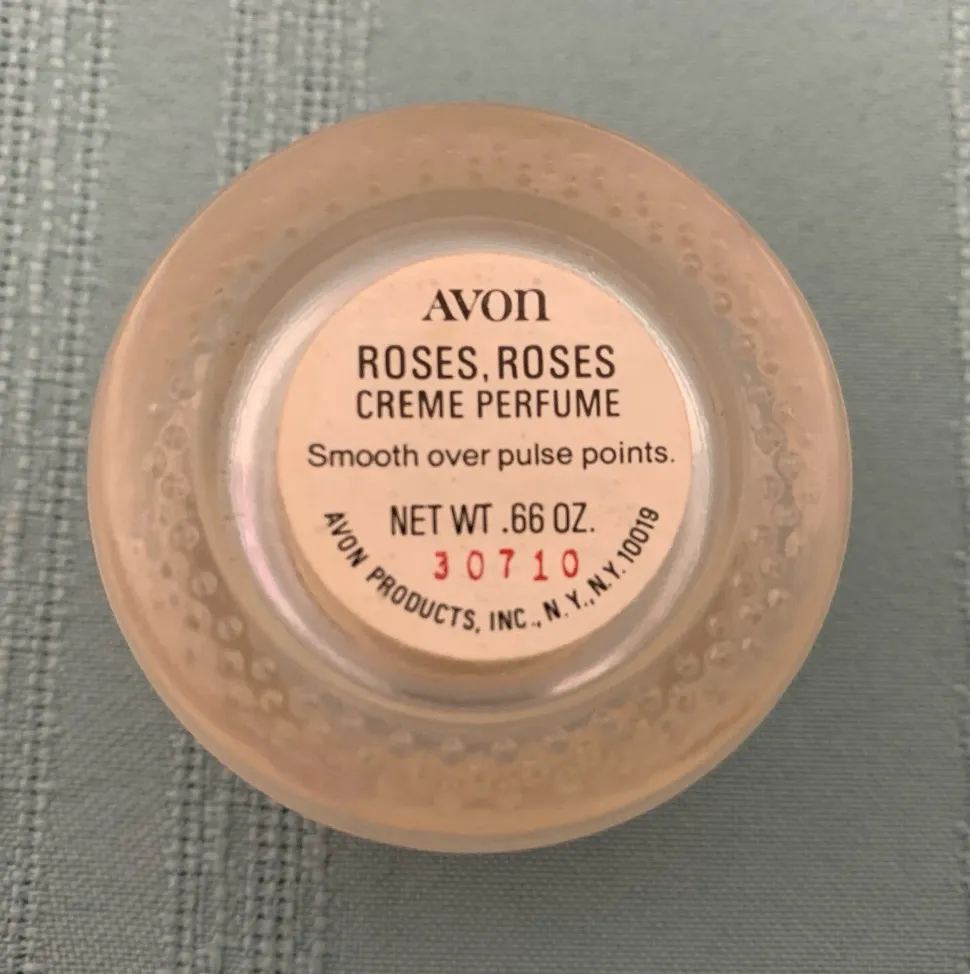 AVON
ROSES, ROSES
CREME PERFUME
Smooth over pulse points.
NET WT .66 OZ.
30710
AVON PRODUCTS, INC., N.Y., N.Y. 10019